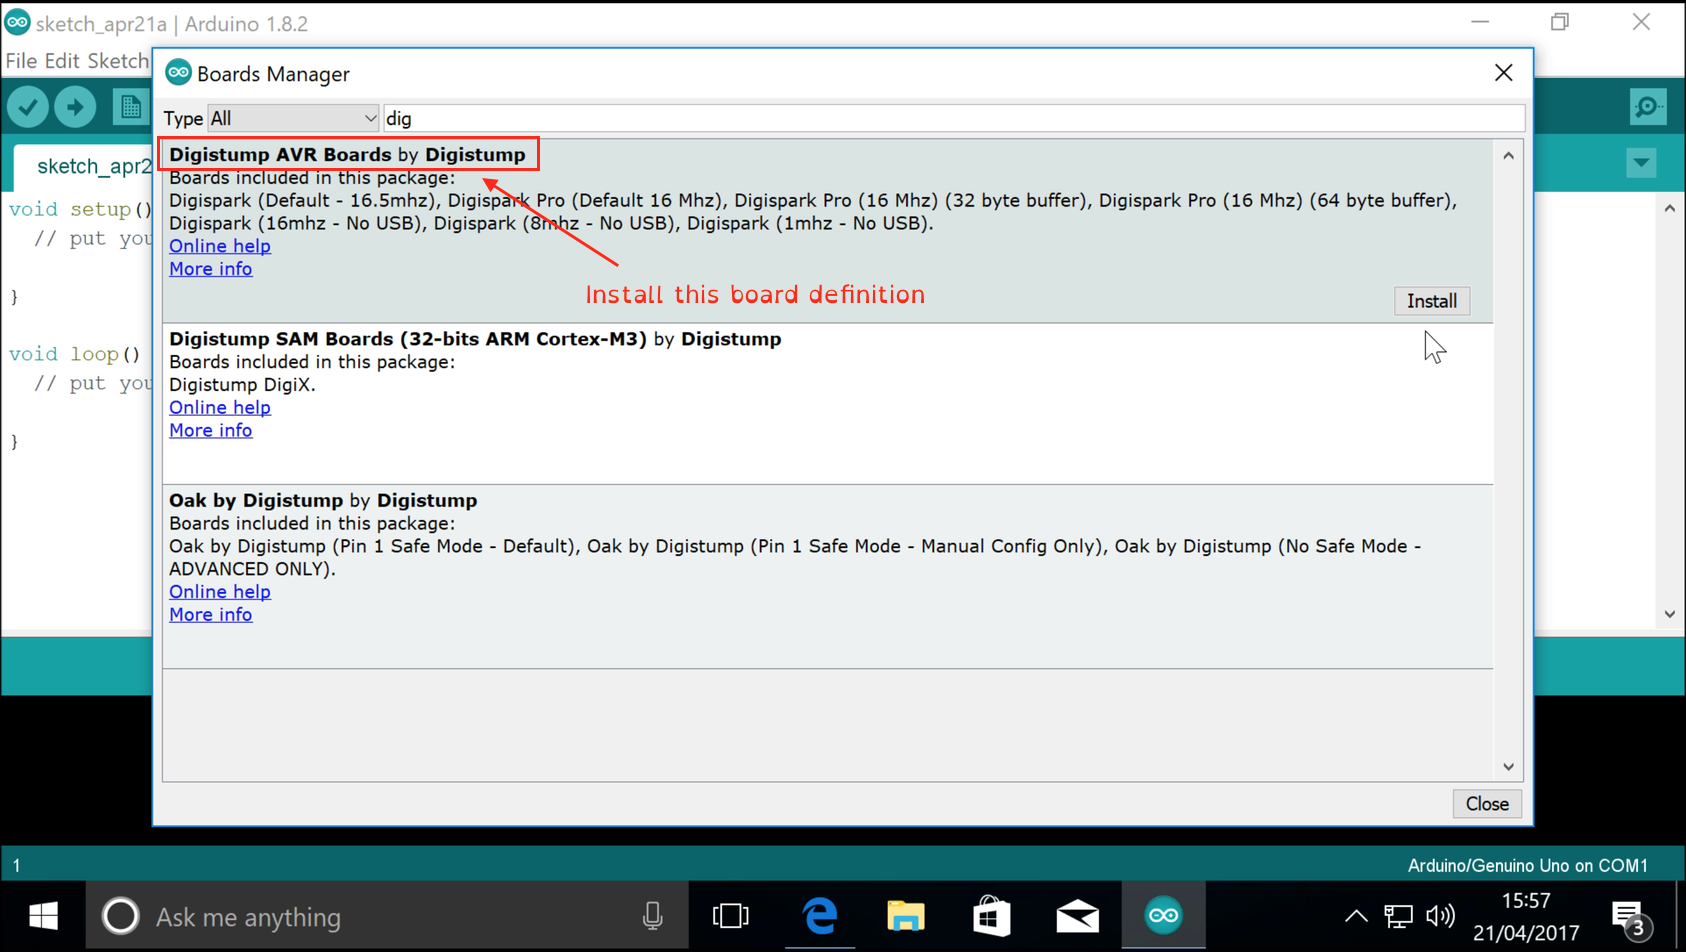 sketch_apr21a | Arduino 1.8.2
File Edit Sketch
Boards Manager
Type All dig
sketch_apr2
Digistump AVR Boards by Digistump
Boards included in this package:
Digispark (Default - 16.5mhz), Digispark Pro (Default 16 Mhz), Digispark Pro (16 Mhz) (32 byte buffer), Digispark Pro (16 Mhz) (64 byte buffer),
Digispark (16mhz - No USB), Digispark (8mhz - No USB), Digispark (1mhz - No USB).
Online help
More info
Install this board definition
Install
void setup()
// put you
}
void loop()
// put you
}
Digistump SAM Boards (32-bits ARM Cortex-M3) by Digistump
Boards included in this package:
Digistump DigiX.
Online help
More info
Oak by Digistump by Digistump
Boards included in this package:
Oak by Digistump (Pin 1 Safe Mode - Default), Oak by Digistump (Pin 1 Safe Mode - Manual Config Only), Oak by Digistump (No Safe Mode -
ADVANCED ONLY).
Online help
More info
Close
1
Arduino/Genuino Uno on COM1
Ask me anything
15:57
21/04/2017
3